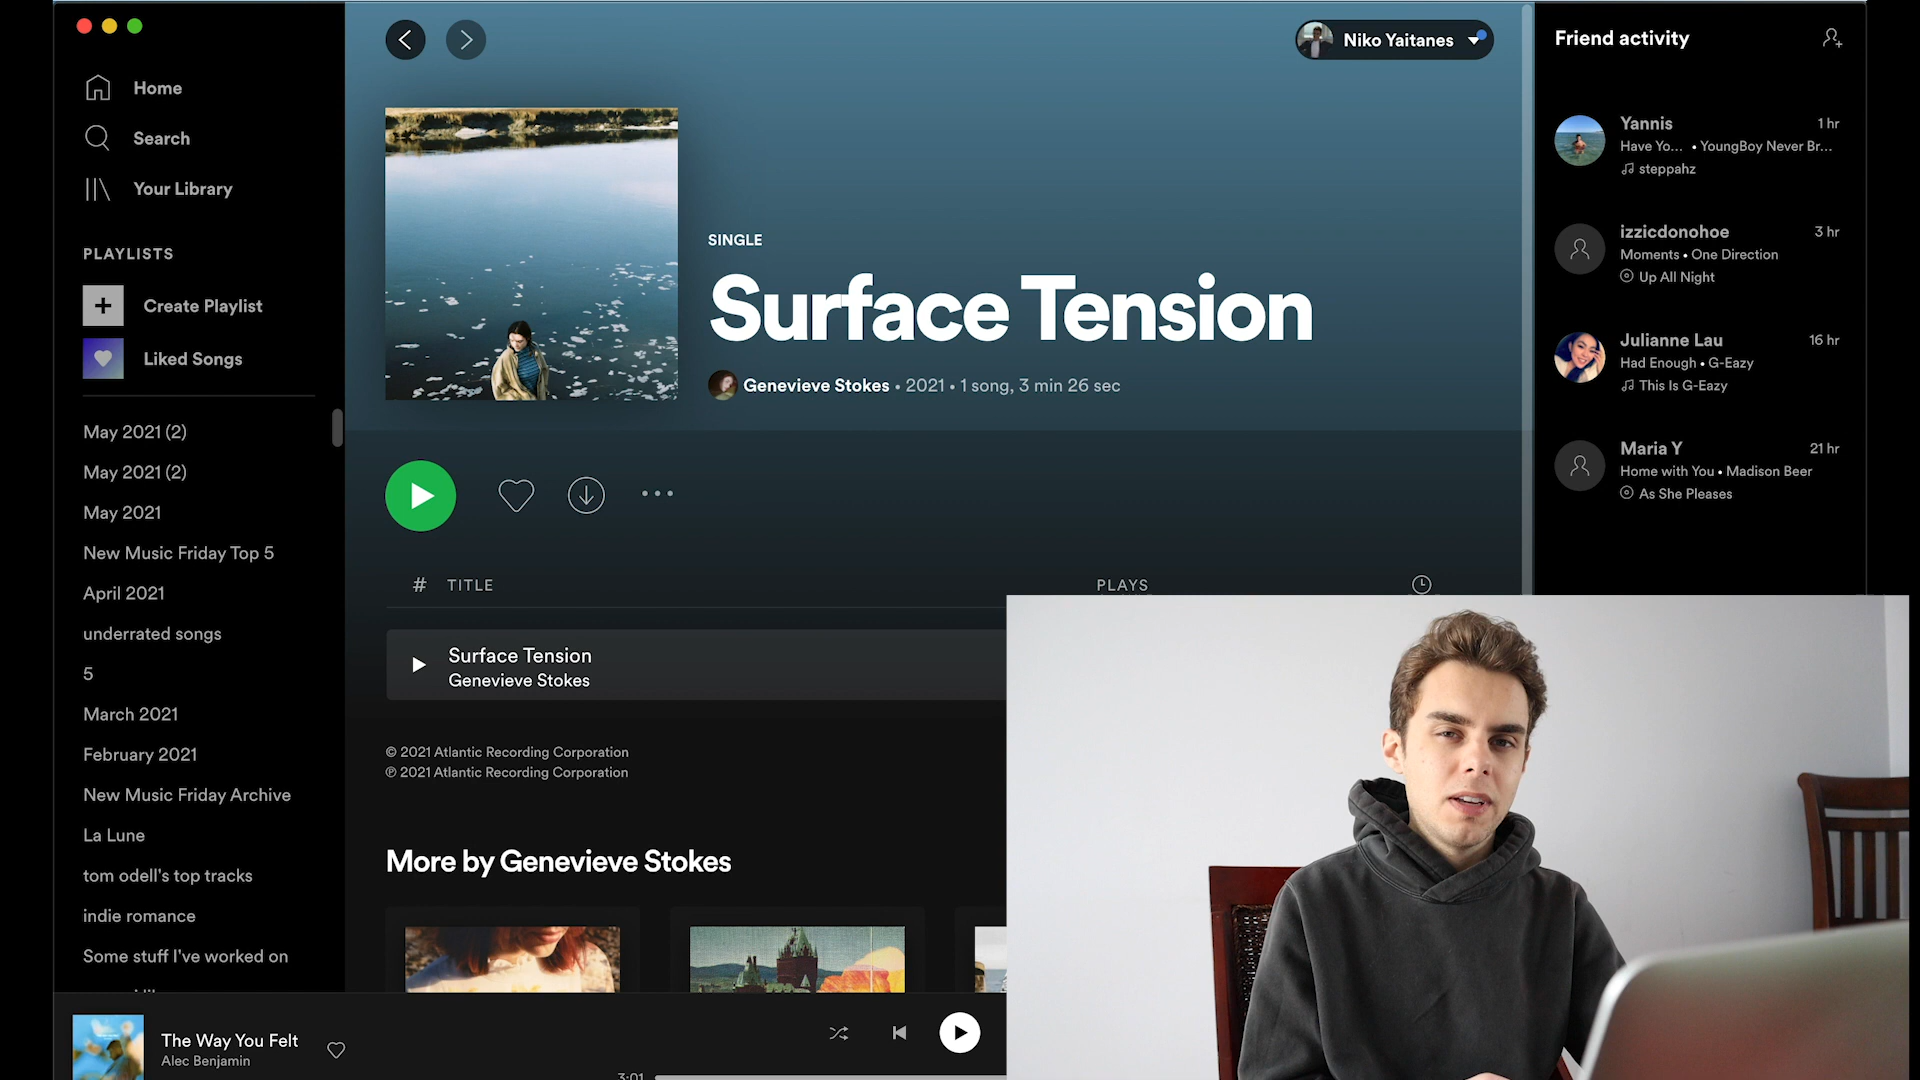 Home
Search
Your Library
PLAYLISTS
Create Playlist
Liked Songs
May 2021 (2)
May 2021 (2)
May 2021
New Music Friday Top 5
April 2021
underrated songs
5
March 2021
February 2021
New Music Friday Archive
La Lune
tom odell's top tracks
indie romance
Some stuff I've worked on
Niko Yaitanes
SINGLE
Surface Tension
Genevieve Stokes • 2021 • 1 song, 3 min 26 sec
# TITLE PLAYS
Surface Tension
Genevieve Stokes
© 2021 Atlantic Recording Corporation
℗ 2021 Atlantic Recording Corporation
More by Genevieve Stokes
Friend activity
Yannis 1 hr
Have Yo... • YoungBoy Never Br...
steppahz
izzicdonohoe 3 hr
Moments • One Direction
Up All Night
Julianne Lau 16 hr
Had Enough • G-Eazy
This Is G-Eazy
Maria Y 21 hr
Home with You • Madison Beer
As She Pleases
The Way You Felt
Alec Benjamin
3:01